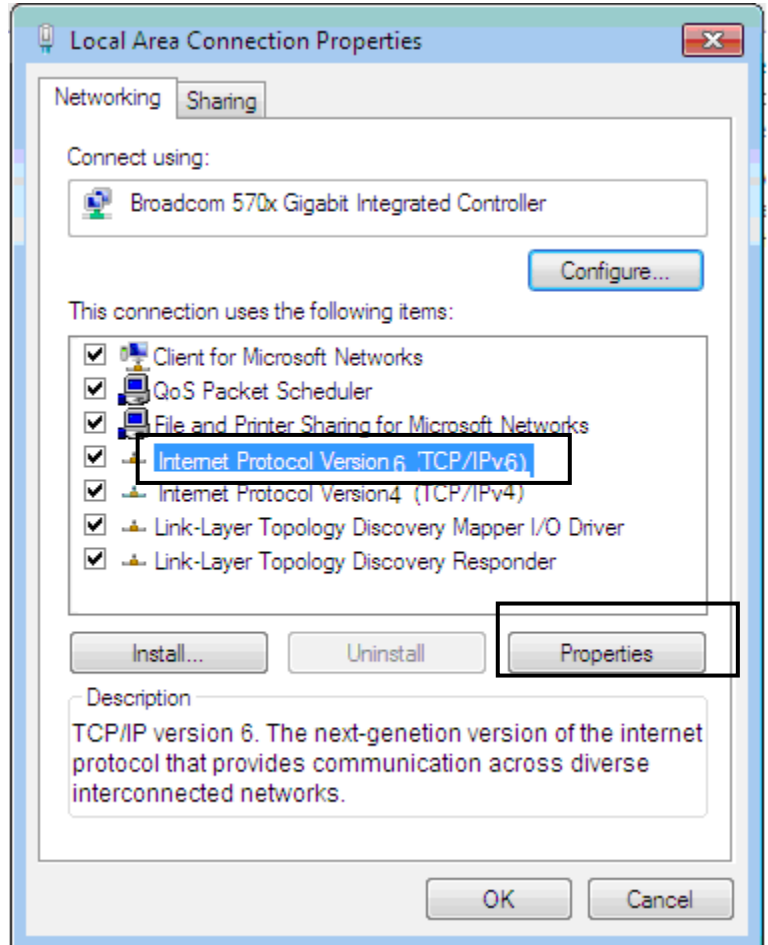 Local Area Connection Properties
Networking
Sharing
Connect using:
Broadcom 570x Gigabit Integrated Controller
Configure...
This connection uses the following items:
Client for Microsoft Networks
QoS Packet Scheduler
File and Printer Sharing for Microsoft Networks
Internet Protocol Version 6 (TCP/IPv6)
Internet Protocol Version4 (TCP/IPv4)
Link-Layer Topology Discovery Mapper I/O Driver
Link-Layer Topology Discovery Responder
Install...
Uninstall
Properties
Description
TCP/IP version 6. The next-genetion version of the internet
protocol that provides communication across diverse
interconnected networks.
OK
Cancel